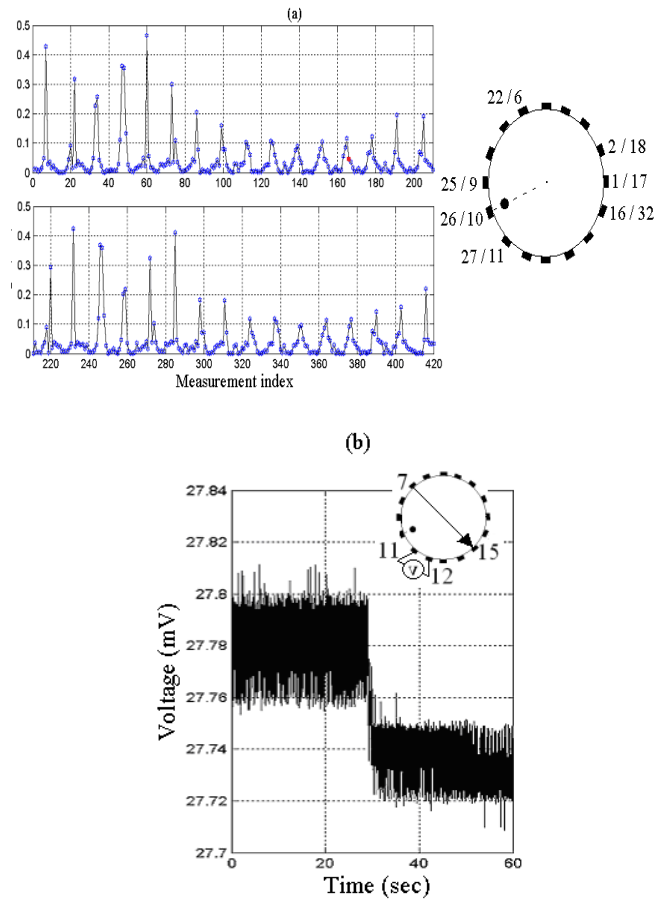 (a)
0.5
0.4
0.3
0.2
0.1
0
0 20 40 60 80 100 120 140 160 180 200
22 / 6
2 / 18
25 / 9
1 / 17
26 / 10
16 / 32
27 / 11
0.5
0.4
0.3
0.2
0.1
0
220 240 260 280 300 320 340 360 380 400 420
Measurement index
(b)
7
11
12
15
V
27.84
27.82
27.8
27.78
27.76
27.74
27.72
27.7
Voltage (mV)
0 20 40 60
Time (sec)